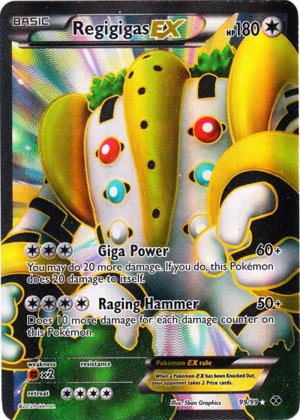 BASIC
Regigigas EX HP180
Giga Power 60+
You may do 20 more damage. If you do, this Pokémon
does 20 damage to itself.
Raging Hammer 50+
Does 10 more damage for each damage counter on
this Pokémon.
weakness resistance
×2
Pokémon-EX rule
When a Pokémon-EX has been Knocked Out, your
opponent takes 2 Prize cards.
retreat
Illus. 5ban Graphics
99/99
©2012 Pokémon